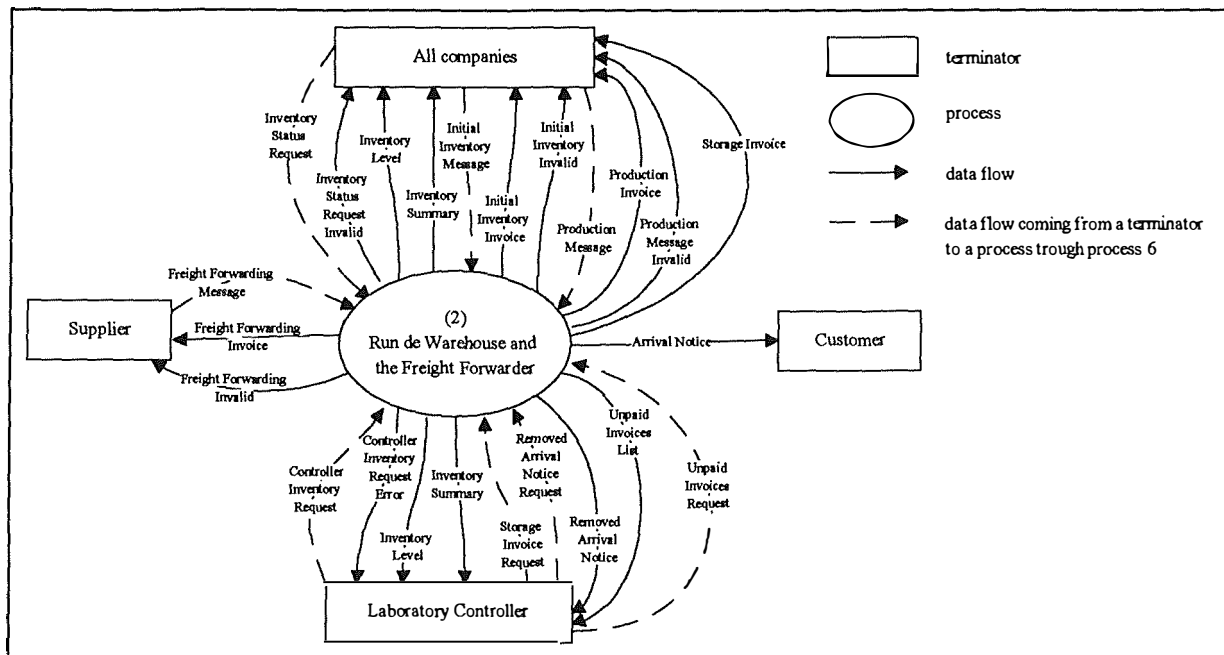 All companies
terminator
process
data flow
data flow coming from a terminator
to a process trough process 6
Inventory
Status
Request
Inventory
Status
Request
Invalid
Inventory
Level
Inventory
Summary
Initial
Inventory
Message
Initial
Inventory
Invoice
Initial
Inventory
Invalid
Production
Message
Production
Invoice
Production
Message
Invalid
Storage Invoice
Freight Forwarding
Message
Supplier
Freight Forwarding
Invoice
Freight Forwarding
Invalid
(2)
Run de Warehouse and
the Freight Forwarder
Arrival Notice
Customer
Controller
Inventory
Request
Controller
Inventory
Request
Error
Inventory
Level
Inventory
Summary
Storage
Invoice
Request
Removed
Arrival
Notice
Request
Removed
Arrival
Notice
Unpaid
Invoices
List
Unpaid
Invoices
Request
Laboratory Controller